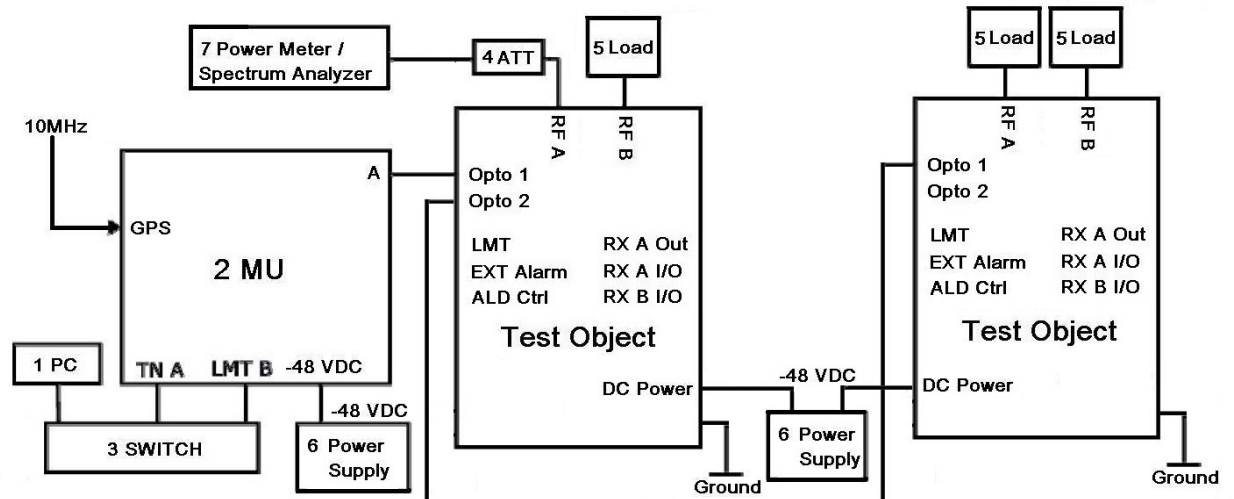 7 Power Meter /
Spectrum Analyzer
4 ATT
5 Load
5 Load
5 Load
10MHz
RF A
RF B
RF A
RF B
A
GPS
2 MU
TN A
LMT B
-48 VDC
-48 VDC
1 PC
3 SWITCH
6 Power
Supply
Opto 1
Opto 2
LMT
RX A Out
EXT Alarm
RX A I/O
ALD Ctrl
RX B I/O
Test Object
DC Power
Ground
-48 VDC
6 Power
Supply
Opto 1
Opto 2
LMT
RX A Out
EXT Alarm
RX A I/O
ALD Ctrl
RX B I/O
Test Object
DC Power
Ground